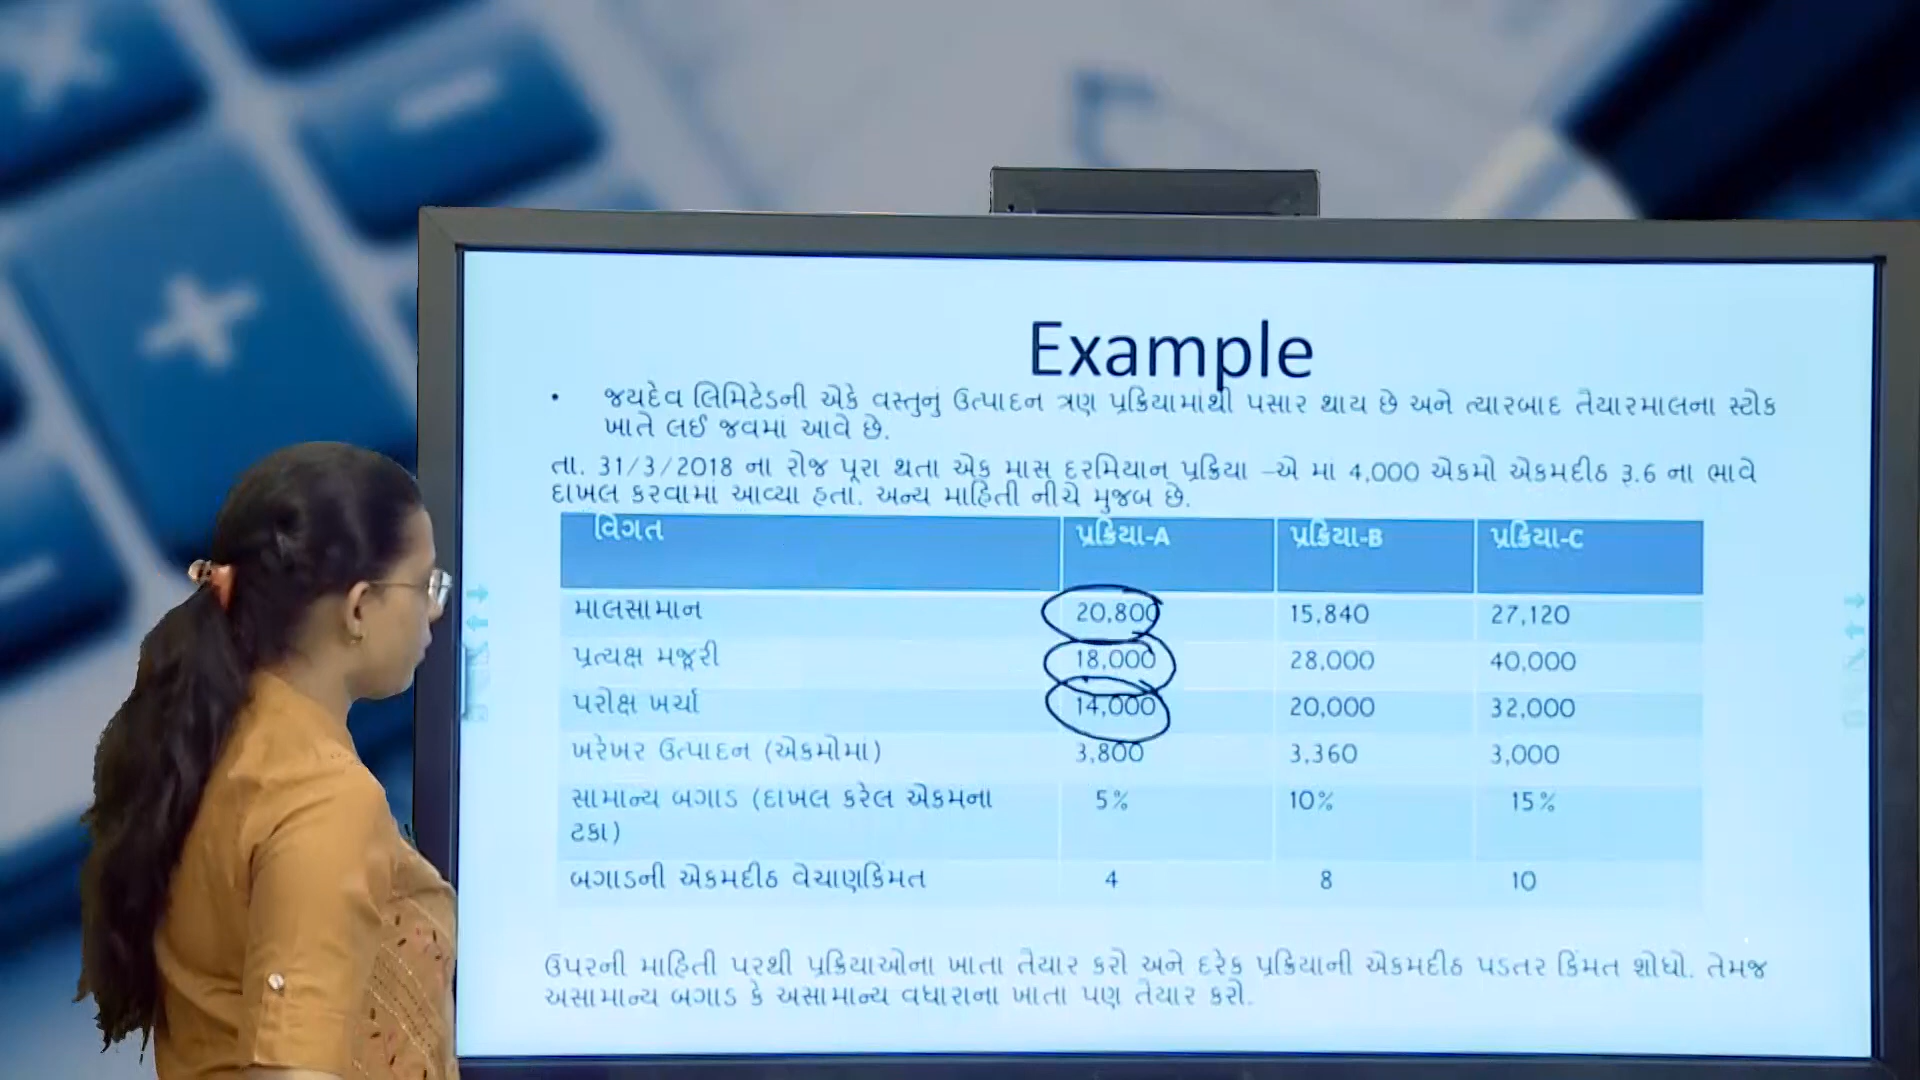 Example
• જયદેવ લિમિટેડની એકે વસ્તુનું ઉત્પાદન ત્રણ પ્રક્રિયામાંથી પસાર થાય છે અને ત્યારબાદ તૈયારમાલના સ્ટોક
ખાતે લઈ જવમાં આવે છે.
તા. 31/3/2018 ના રોજ પૂરા થતા એક માસ દરમિયાન પ્રક્રિયા –એ માં 4,000 એકમો એકમદીઠ રૂ.6 ના ભાવે
દાખલ કરવામાં આવ્યા હતા. અન્ય માહિતી નીચે મુજબ છે.
વિગત પ્રક્રિયા-A પ્રક્રિયા-B પ્રક્રિયા-C
માલસામાન 20,800 15,840 27,120
પ્રત્યક્ષ મજૂરી 18,000 28,000 40,000
પરોક્ષ ખર્ચા 14,000 20,000 32,000
ખરેખર ઉત્પાદન (એકમોમાં) 3,800 3,360 3,000
સામાન્ય બગાડ (દાખલ કરેલ એકમના 5% 10% 15%
ટકા)
બગાડની એકમદીઠ વેચાણકિંમત 4 8 10
ઉપરની માહિતી પરથી પ્રક્રિયાઓના ખાતા તૈયાર કરો અને દરેક પ્રક્રિયાની એકમદીઠ પડતર કિંમત શોધો. તેમજ
અસામાન્ય બગાડ કે અસામાન્ય વધારાના ખાતા પણ તૈયાર કરો.